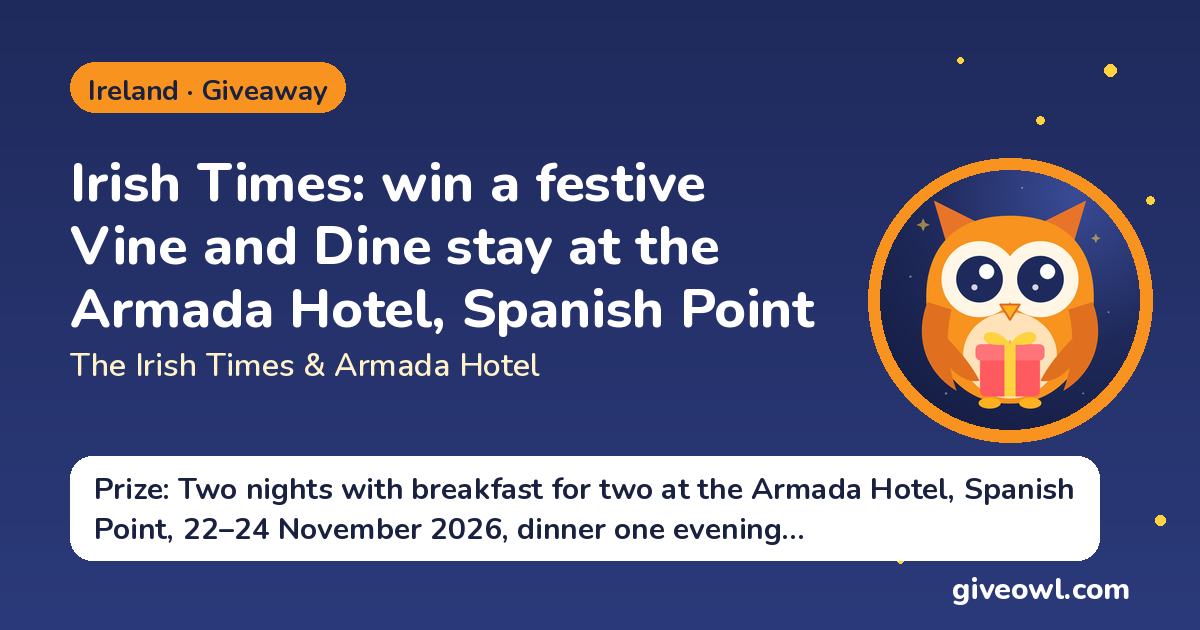 Ireland · Giveaway
Irish Times: win a festive
Vine and Dine stay at the
Armada Hotel, Spanish Point
The Irish Times & Armada Hotel
Prize: Two nights with breakfast for two at the Armada Hotel, Spanish
Point, 22–24 November 2026, dinner one evening...
giveowl.com